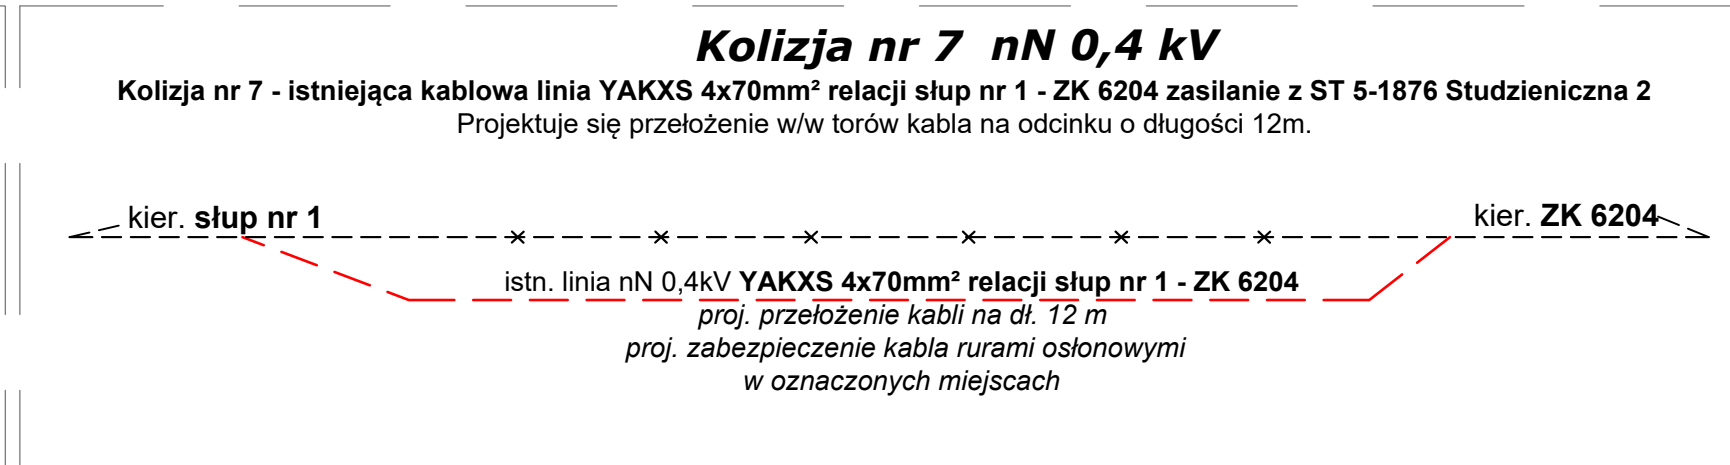 Kolizja nr 7 nN 0,4 kV
Kolizja nr 7 - istniejąca kablowa linia YAKXS 4x70mm² relacji słup nr 1 - ZK 6204 zasilanie z ST 5-1876 Studzieniczna 2
Projektuje się przełożenie w/w torów kabla na odcinku o długości 12m.
kier. słup nr 1
kier. ZK 6204
istn. linia nN 0,4kV YAKXS 4x70mm² relacji słup nr 1 - ZK 6204
proj. przełożenie kabli na dł. 12 m
proj. zabezpieczenie kabla rurami osłonowymi
w oznaczonych miejscach